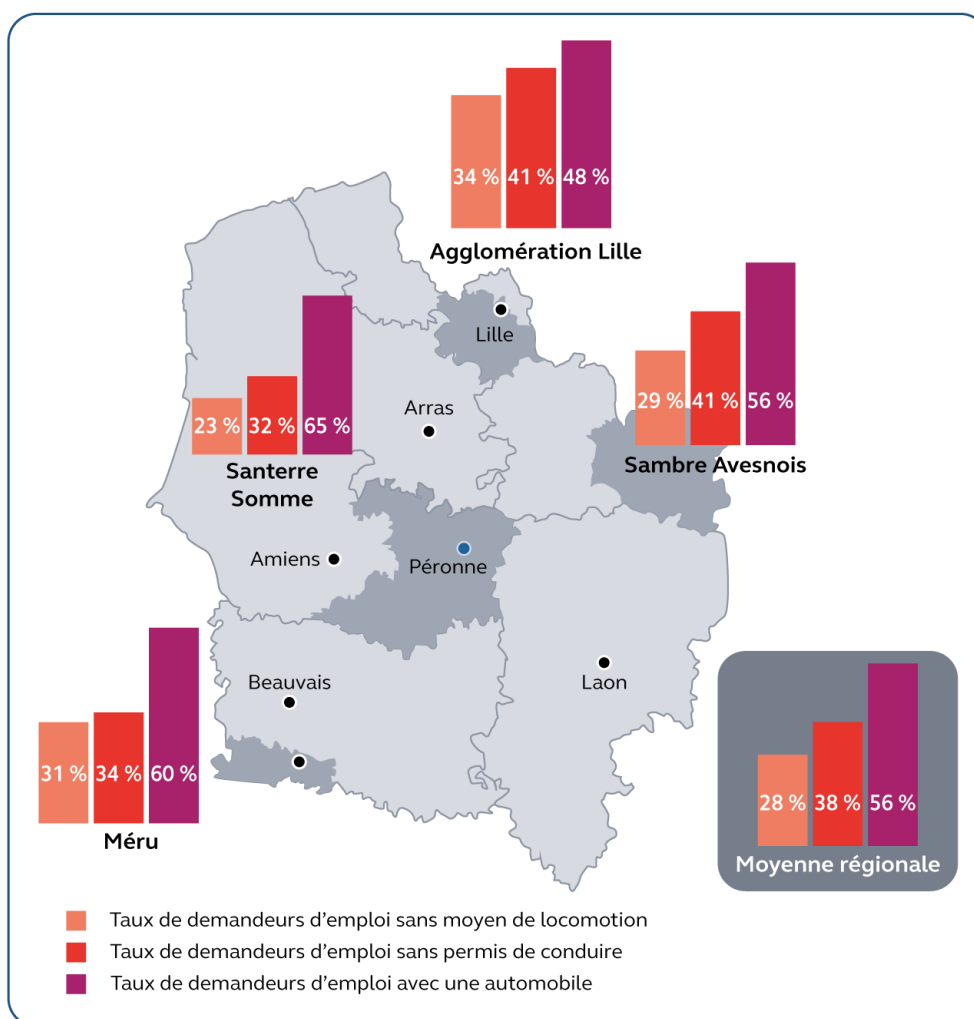 34 % 41 % 48 %
Agglomération Lille
Lille
29 % 41 % 56 %
Sambre Avesnois
23 % 32 % 65 %
Santerre
Somme
Arras
Amiens
Péronne
31 % 34 % 60 %
Méru
Beauvais
Laon
28 % 38 % 56 %
Moyenne régionale
Taux de demandeurs d'emploi sans moyen de locomotion
Taux de demandeurs d'emploi sans permis de conduire
Taux de demandeurs d'emploi avec une automobile